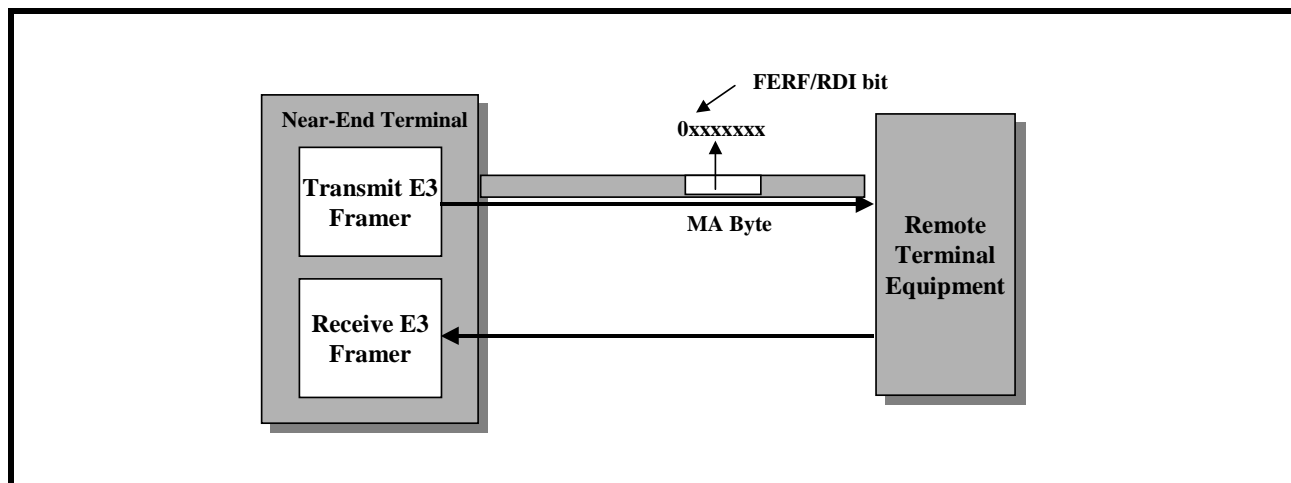 FERF/RDI bit
0xxxxxxx
Near-End Terminal
Transmit E3
Framer
MA Byte
Remote
Terminal
Equipment
Receive E3
Framer